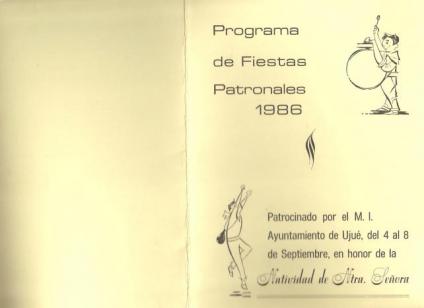 Programa
de Fiestas
Patronales
1986
Patrocinado por el M. I.
Ayuntamiento de Ujué, del 4 al 8
de Septiembre, en honor de la
Natividad de Ntra. Señora